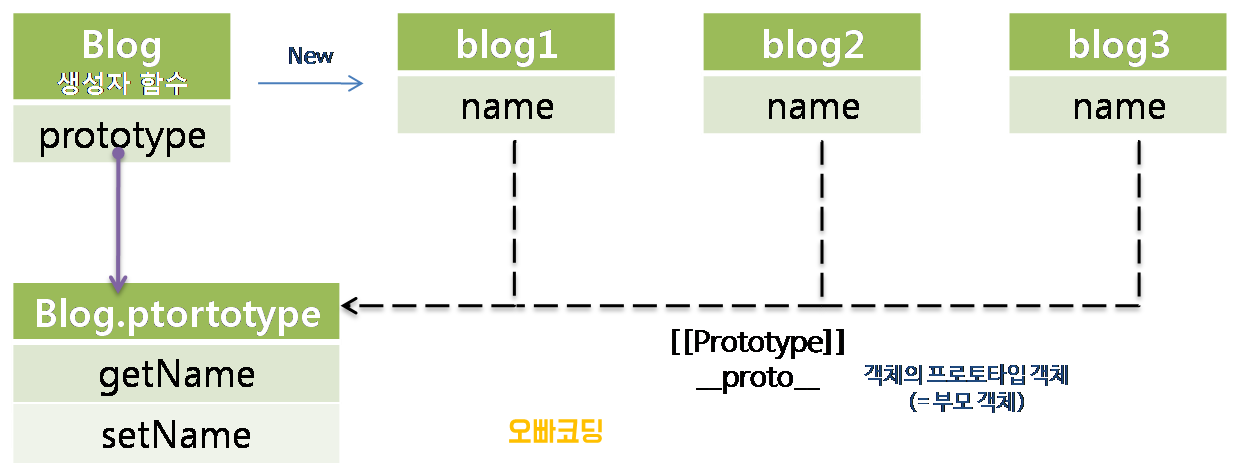 Blog
생성자 함수
prototype
New
blog1
name
blog2
name
blog3
name
Blog.ptortotype
getName
setName
[[Prototype]]
__proto__
객체의 프로토타입 객체
(= 부모 객체)
오빠코딩